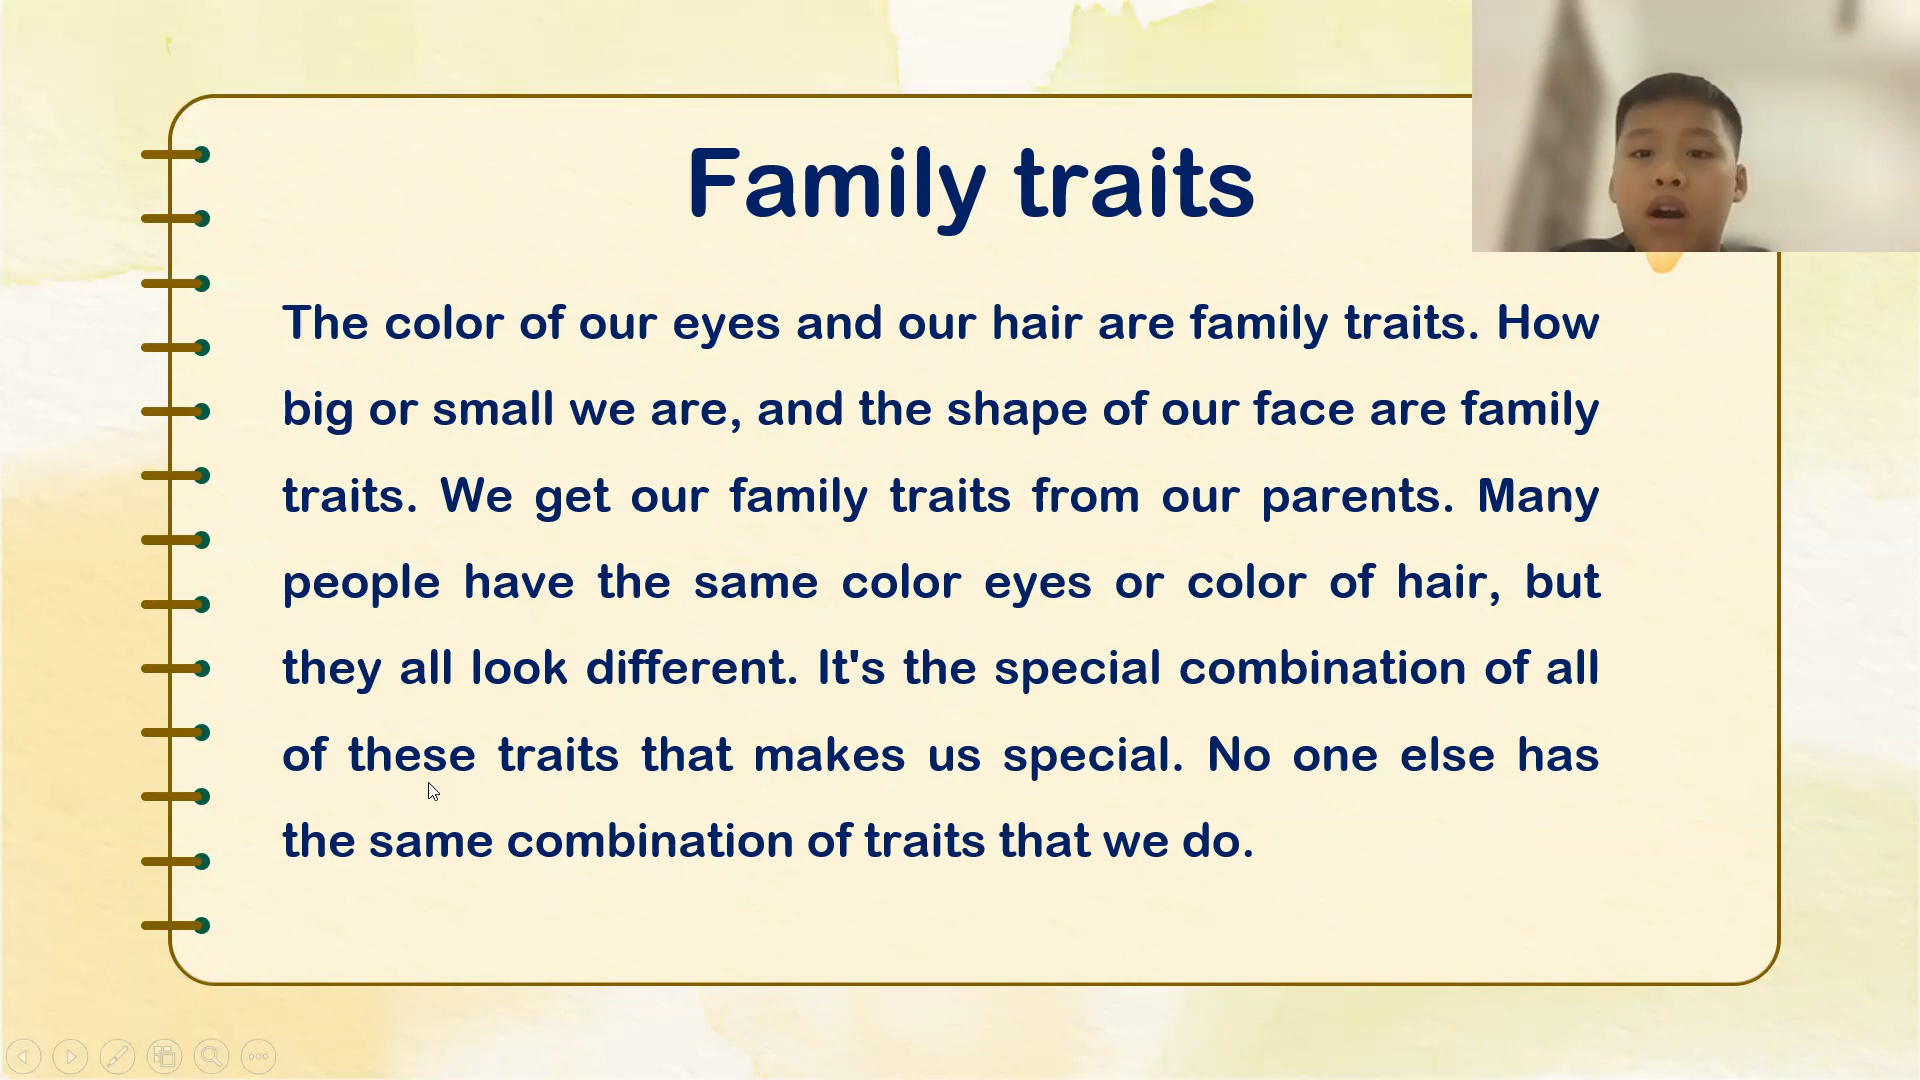 Family traits
The color of our eyes and our hair are family traits. How
big or small we are, and the shape of our face are family
traits. We get our family traits from our parents. Many
people have the same color eyes or color of hair, but
they all look different. It's the special combination of all
of these traits that makes us special. No one else has
the same combination of traits that we do.